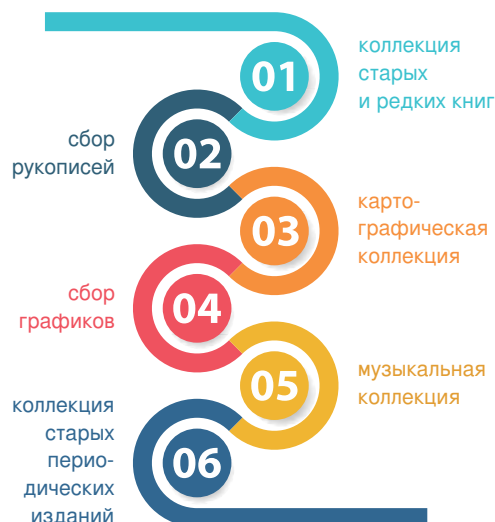 01
коллекция
старых
и редких книг
02
сбор
рукописей
03
карто-
графическая
коллекция
04
сбор
графиков
05
музыкальная
коллекция
06
коллекция
старых
перио-
дических
изданий